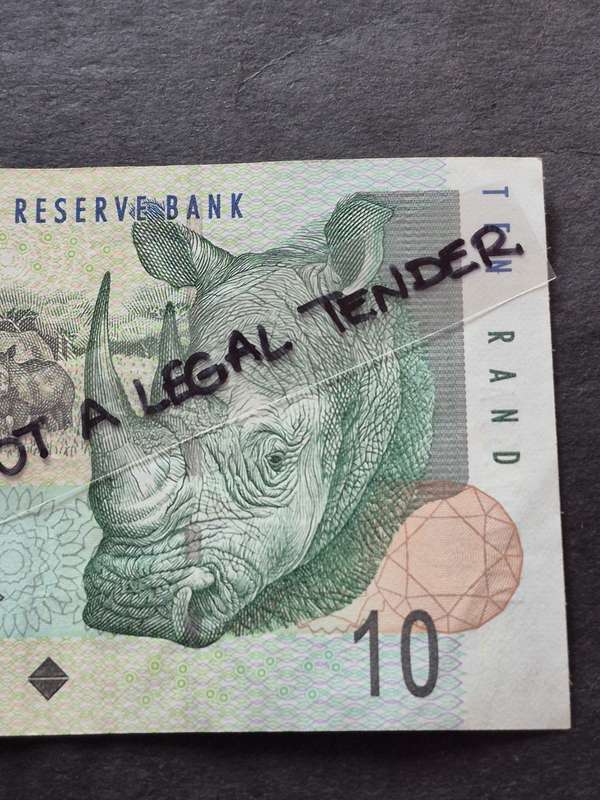 RESERVE BANK
TEN RAND
OT A LEGAL TENDER
10